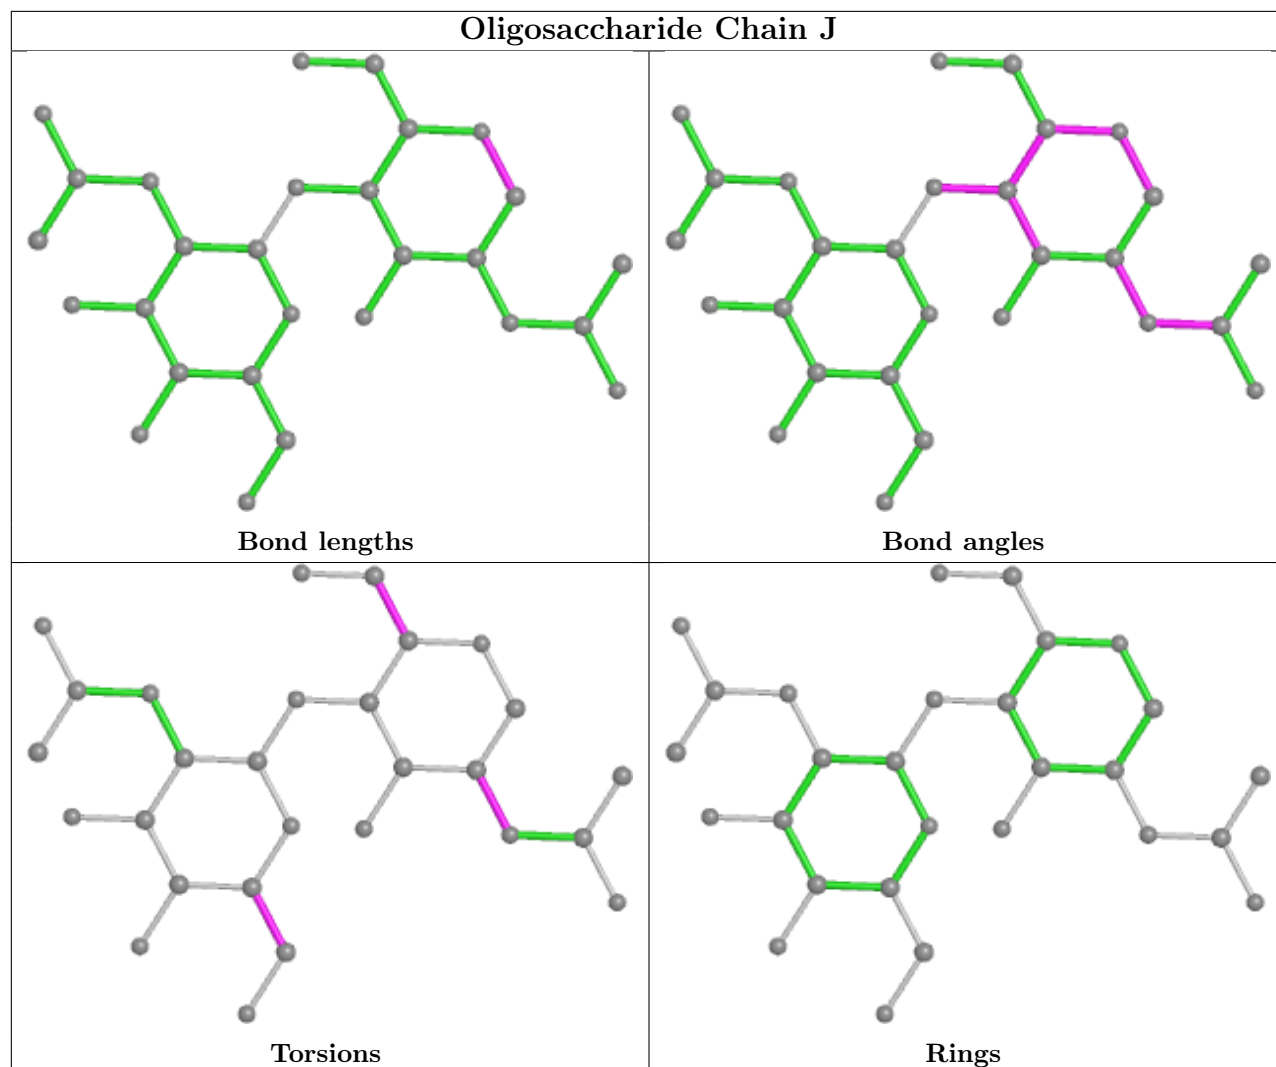 Oligosaccharide Chain J
Bond lengths
Bond angles
Torsions
Rings